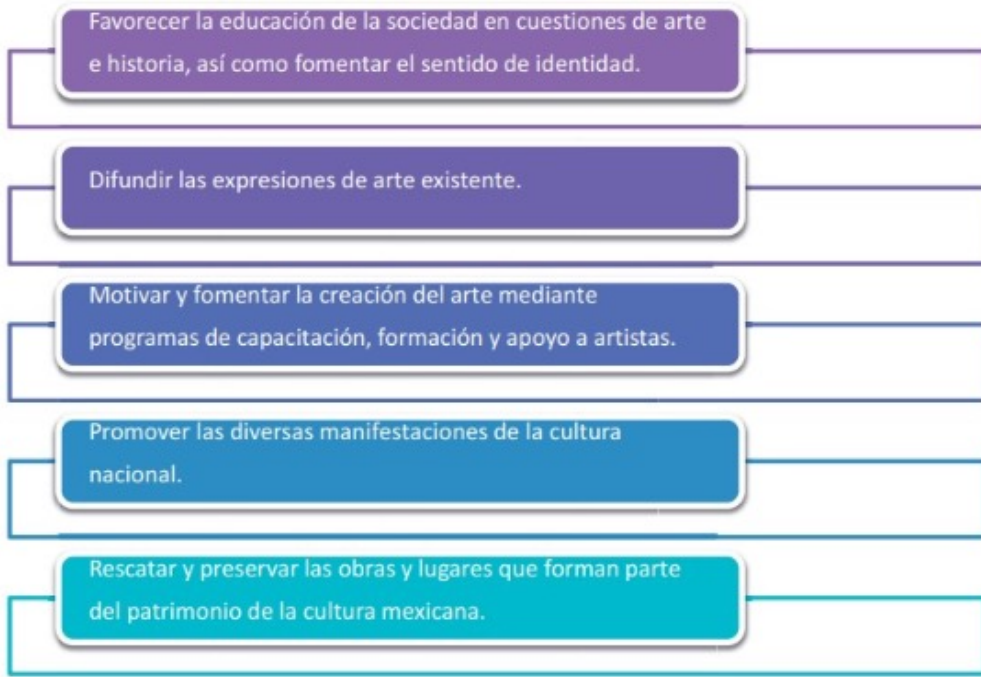 Favorecer la educación de la sociedad en cuestiones de arte
e historia, así como fomentar el sentido de identidad.
Difundir las expresiones de arte existente.
Motivar y fomentar la creación del arte mediante
programas de capacitación, formación y apoyo a artistas.
Promover las diversas manifestaciones de la cultura
nacional.
Rescatar y preservar las obras y lugares que forman parte
del patrimonio de la cultura mexicana.